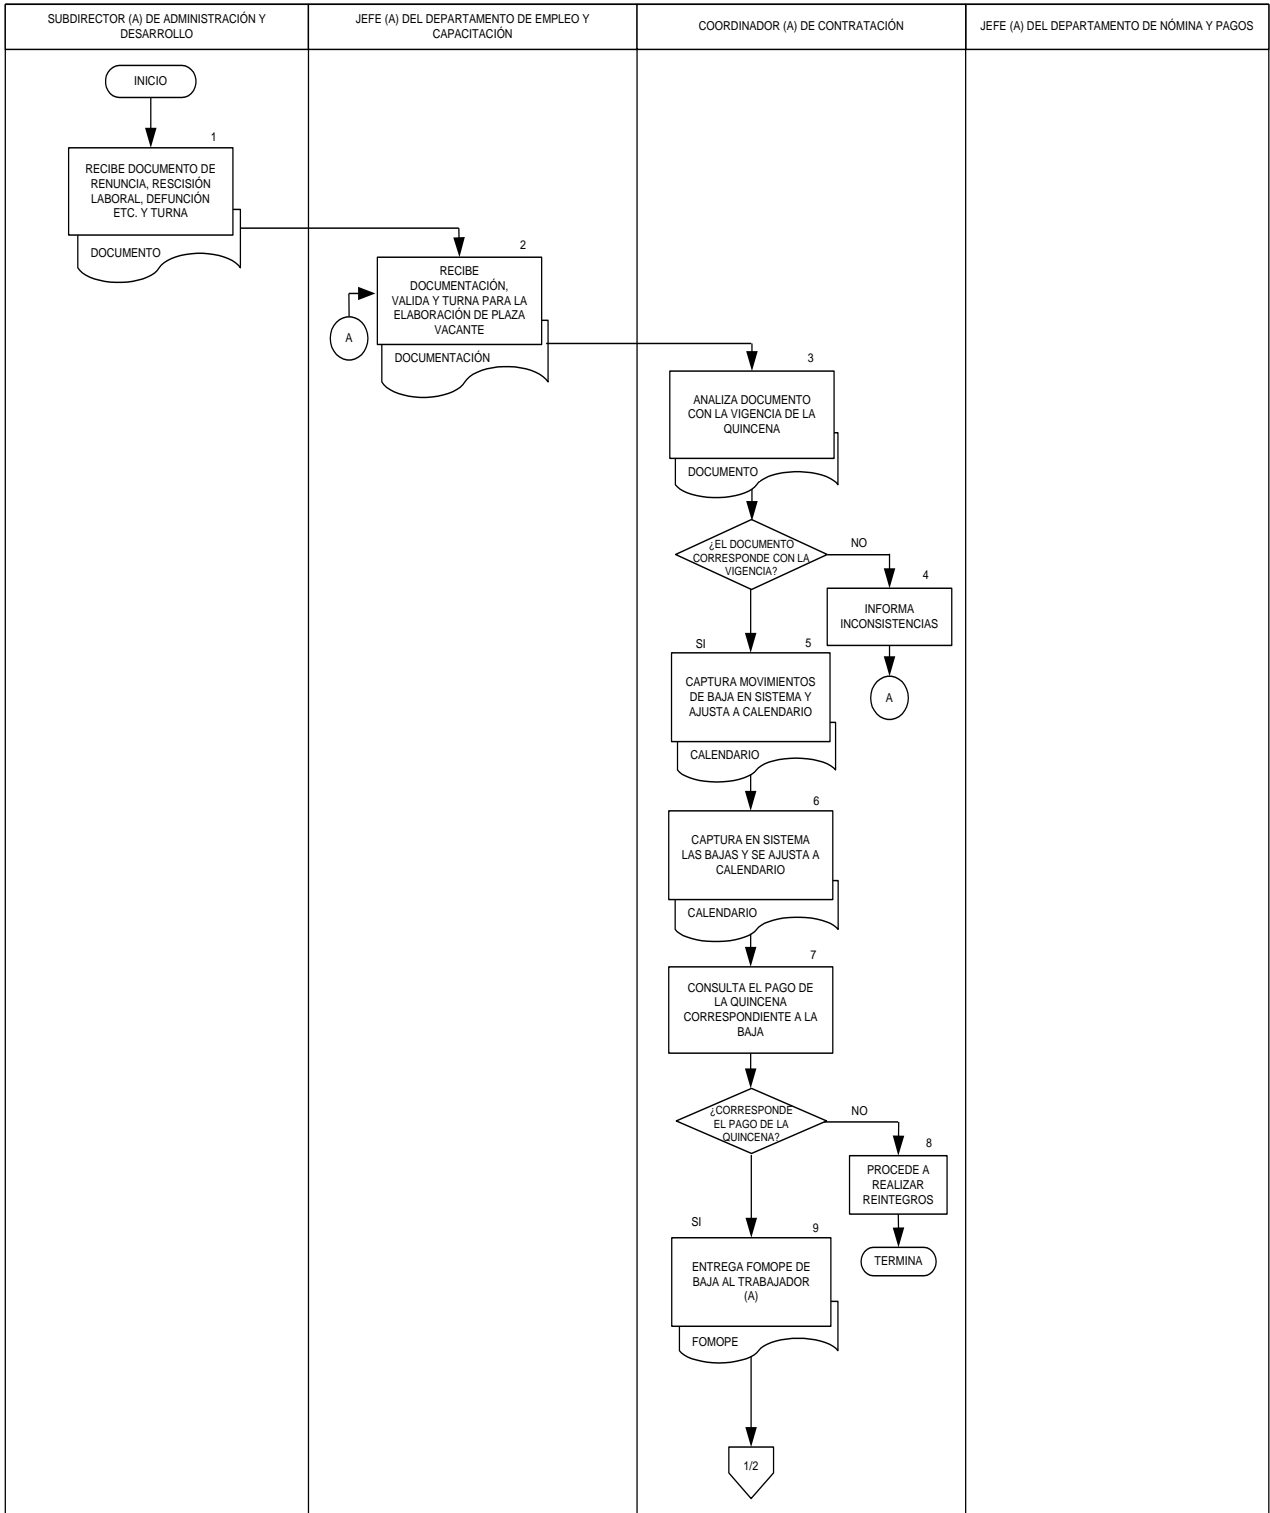 SUBDIRECTOR (A) DE ADMINISTRACIÓN Y
DESARROLLO
JEFE (A) DEL DEPARTAMENTO DE EMPLEO Y
CAPACITACIÓN
COORDINADOR (A) DE CONTRATACIÓN
JEFE (A) DEL DEPARTAMENTO DE NÓMINA Y PAGOS
INICIO
1
RECIBE DOCUMENTO DE
RENUNCIA, RESCISIÓN
LABORAL, DEFUNCIÓN
ETC. Y TURNA
DOCUMENTO
2
RECIBE
DOCUMENTACIÓN,
VALIDA Y TURNA PARA LA
ELABORACIÓN DE PLAZA
VACANTE
A
DOCUMENTACIÓN
3
ANALIZA DOCUMENTO
CON LA VIGENCIA DE LA
QUINCENA
DOCUMENTO
¿EL DOCUMENTO
CORRESPONDE CON LA
VIGENCIA?
NO
4
INFORMA
INCONSISTENCIAS
A
SI
5
CAPTURA MOVIMIENTOS
DE BAJA EN SISTEMA Y
AJUSTA A CALENDARIO
CALENDARIO
6
CAPTURA EN SISTEMA
LAS BAJAS Y SE AJUSTA A
CALENDARIO
CALENDARIO
7
CONSULTA EL PAGO DE
LA QUINCENA
CORRESPONDIENTE A LA
BAJA
¿CORRESPONDE
EL PAGO DE LA
QUINCENA?
NO
8
PROCEDE A
REALIZAR
REINTEGROS
TERMINA
SI
9
ENTREGA FOMOPE DE
BAJA AL TRABAJADOR
(A)
FOMOPE
1/2